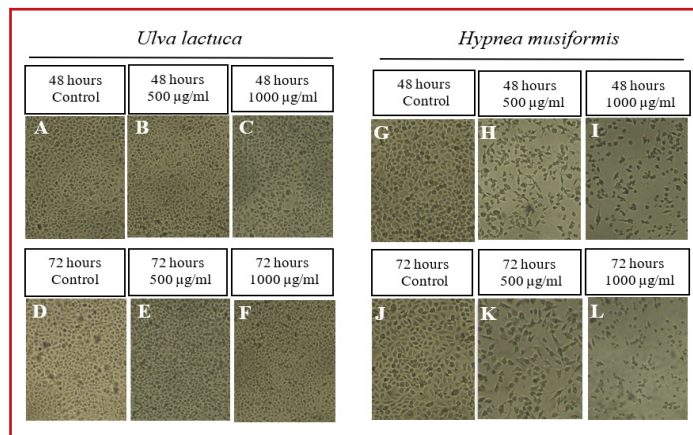 Ulva lactuca
48 hours
Control
48 hours
500 µg/ml
48 hours
1000 µg/ml
A
B
C
72 hours
Control
72 hours
500 µg/ml
72 hours
1000 µg/ml
D
E
F
Hypnea musiformis
48 hours
Control
48 hours
500 µg/ml
48 hours
1000 µg/ml
G
H
I
72 hours
Control
72 hours
500 µg/ml
72 hours
1000 µg/ml
J
K
L